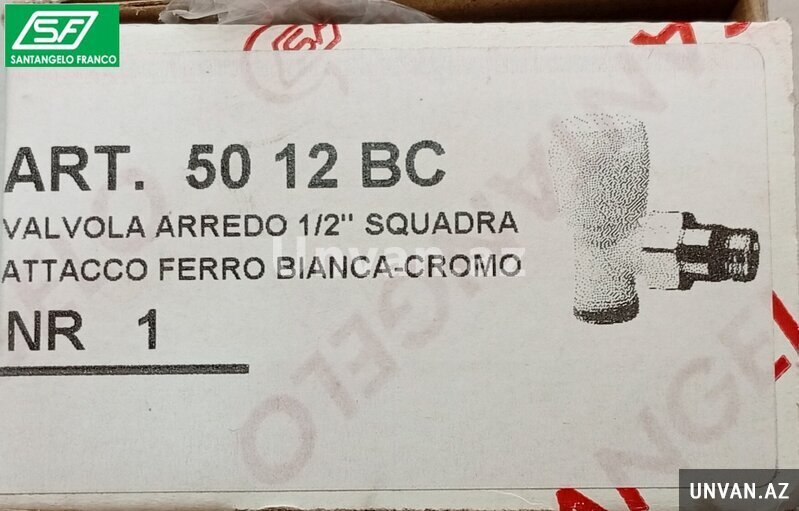 SF
SANTANGELO FRANCO
ART. 50 12 BC
VALVOLA ARREDO 1/2" SQUADRA
ATTACCO FERRO BIANCA-CROMO
Unvan.az
NR 1
ANGELO
UNVAN.AZ